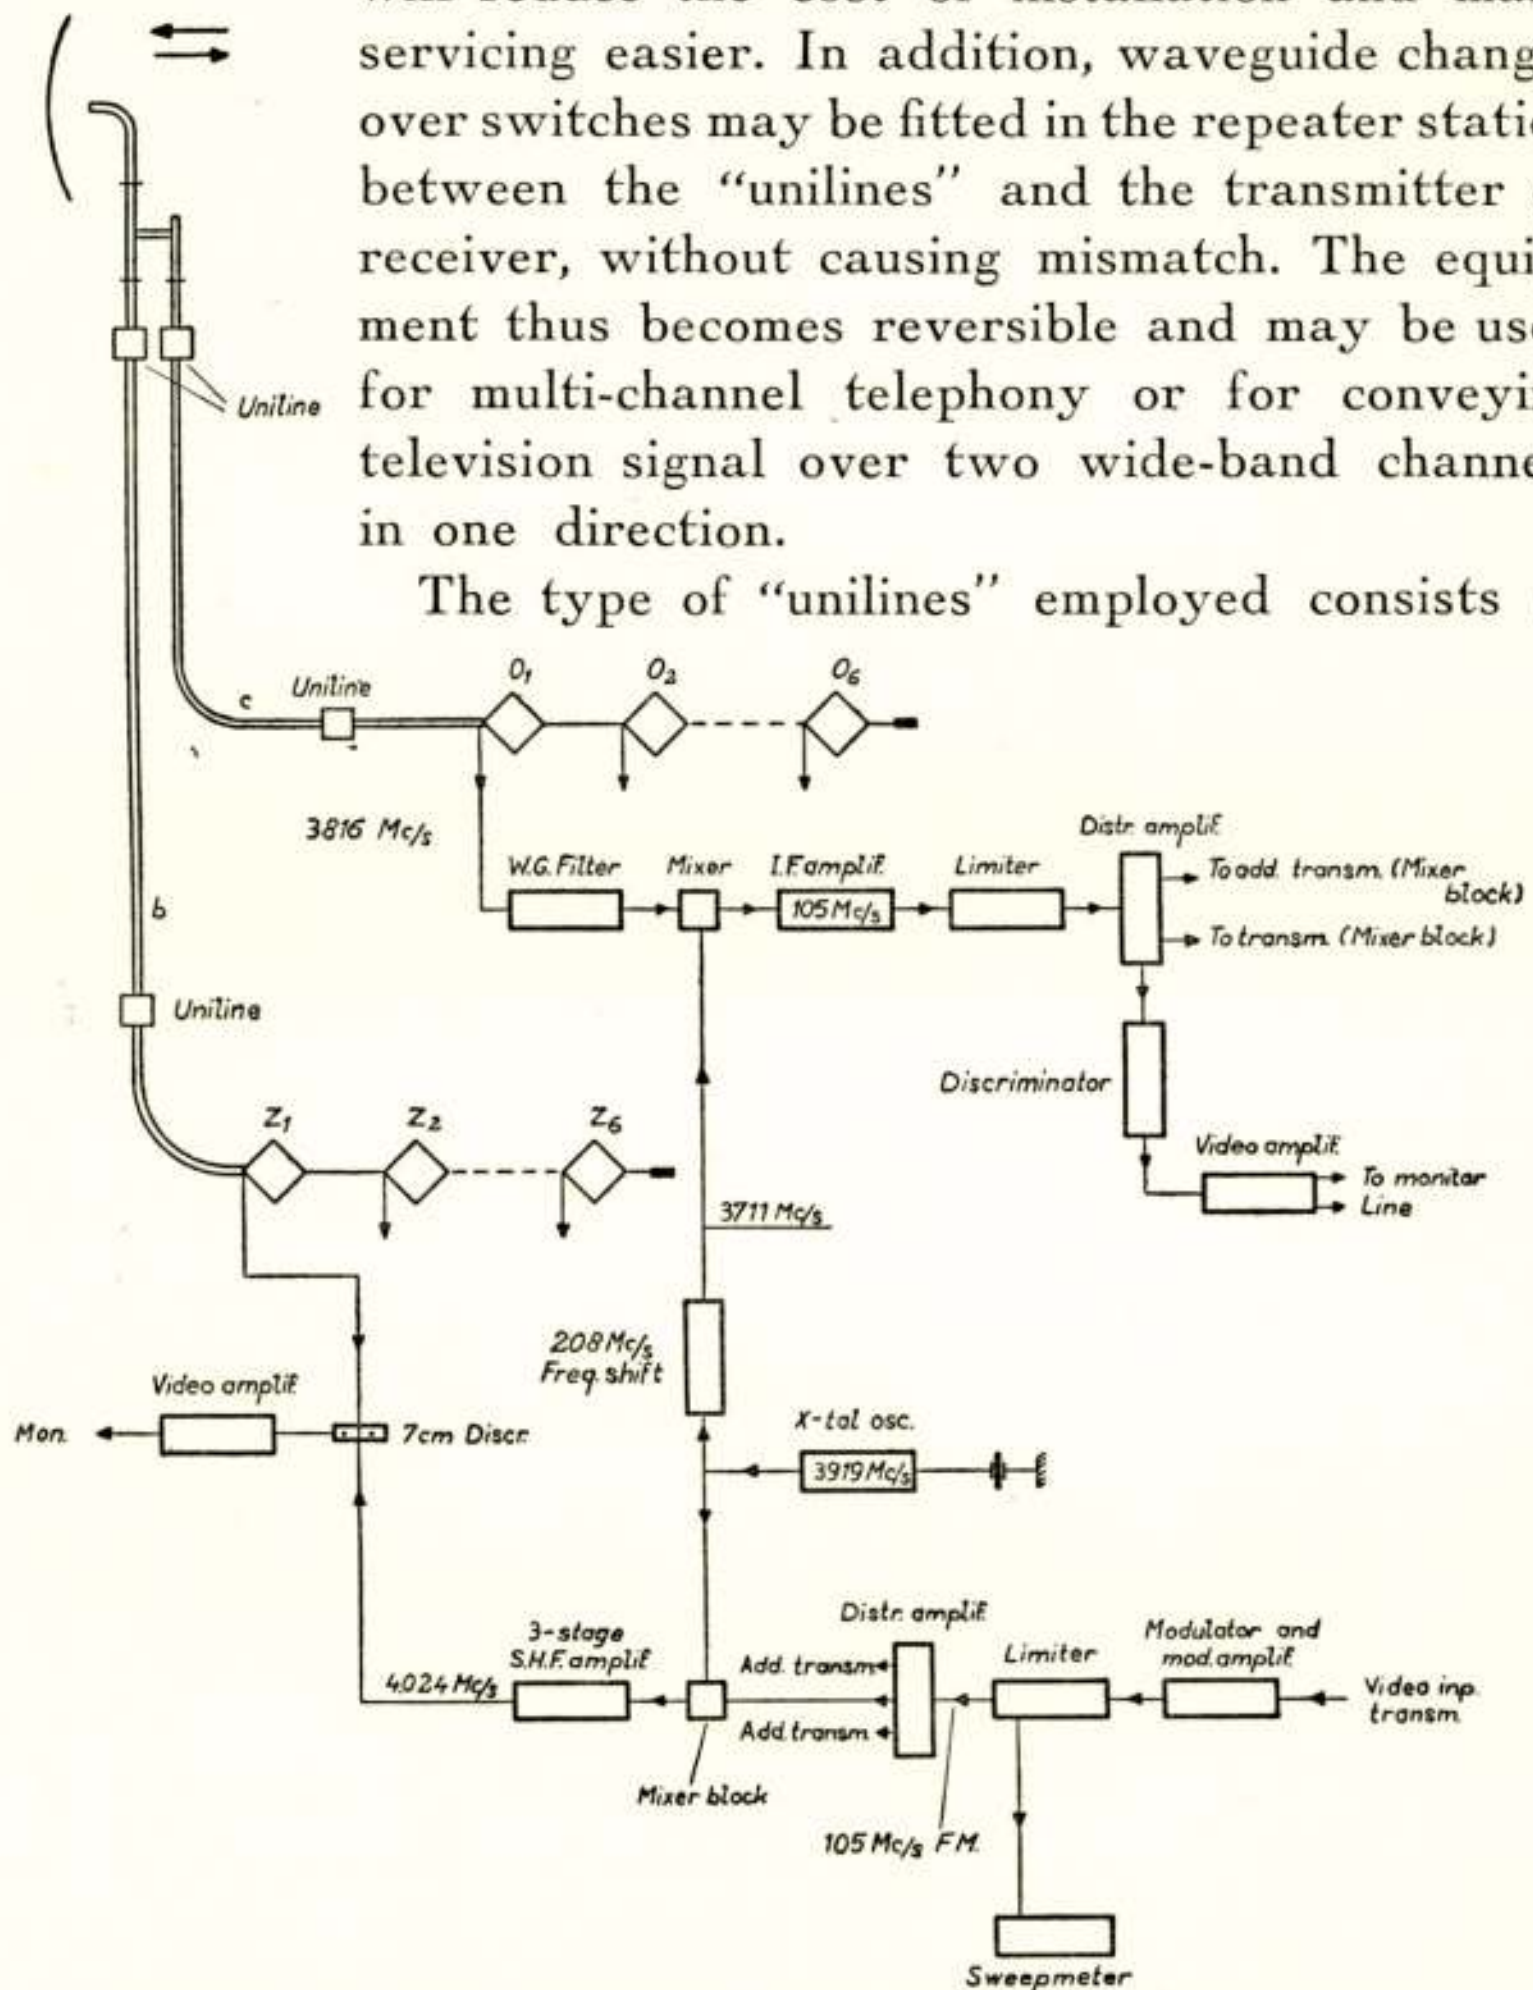 servicing easier. In addition, waveguide chang
over switches may be fitted in the repeater stati
between the “unilines” and the transmitter
receiver, without causing mismatch. The equi
ment thus becomes reversible and may be use
for multi-channel telephony or for conveyi
television signal over two wide-band channe
in one direction.
The type of “unilines” employed consists
Uniline
c
Uniline
O1
O2
O6
3816 Mc/s
W.G. Filter
Mixer
I.F. amplif.
105 Mc/s
Limiter
Distr. amplif.
To add. transm. (Mixer
block)
To transm. (Mixer block)
b
Uniline
Discriminator
Z1
Z2
Z6
Video amplif.
To monitor
Line
3711 Mc/s
208 Mc/s
Freq. shift
Video amplif.
Mon.
7cm Discr.
X-tal osc.
3919 Mc/s
3-stage
S.H.F. amplif.
4024 Mc/s
Distr. amplif.
Add. transm.
Add. transm.
Limiter
Modulator and
mod. amplif.
Video inp.
transm.
Mixer block
105 Mc/s F.M.
Sweepmeter